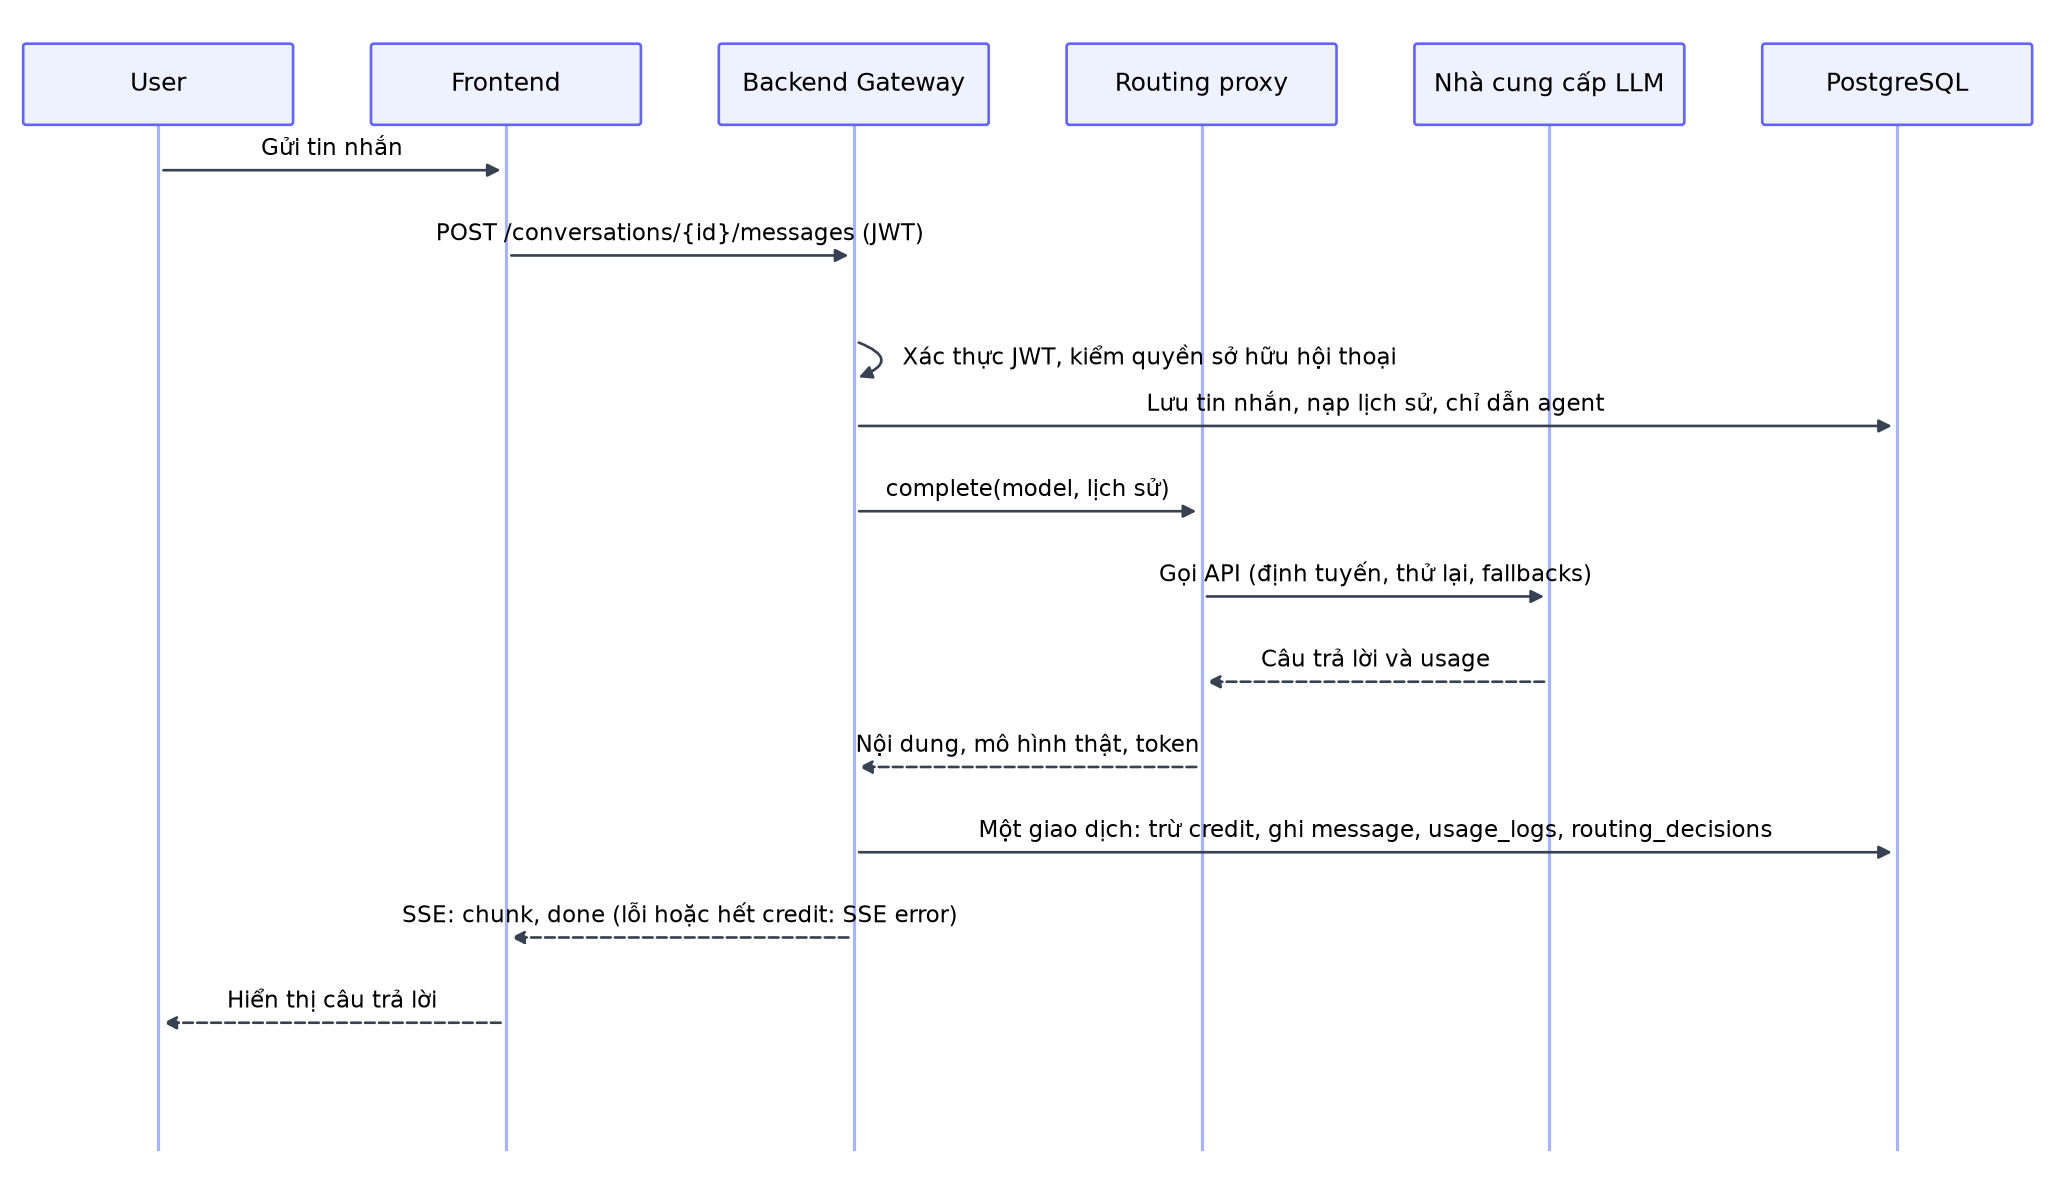 User
Frontend
Backend Gateway
Routing proxy
Nhà cung cấp LLM
PostgreSQL
Gửi tin nhắn
POST /conversations/{id}/messages (JWT)
Xác thực JWT, kiểm quyền sở hữu hội thoại
Lưu tin nhắn, nạp lịch sử, chỉ dẫn agent
complete(model, lịch sử)
Gọi API (định tuyến, thử lại, fallbacks)
Câu trả lời và usage
Nội dung, mô hình thật, token
Một giao dịch: trừ credit, ghi message, usage_logs, routing_decisions
SSE: chunk, done (lỗi hoặc hết credit: SSE error)
Hiển thị câu trả lời